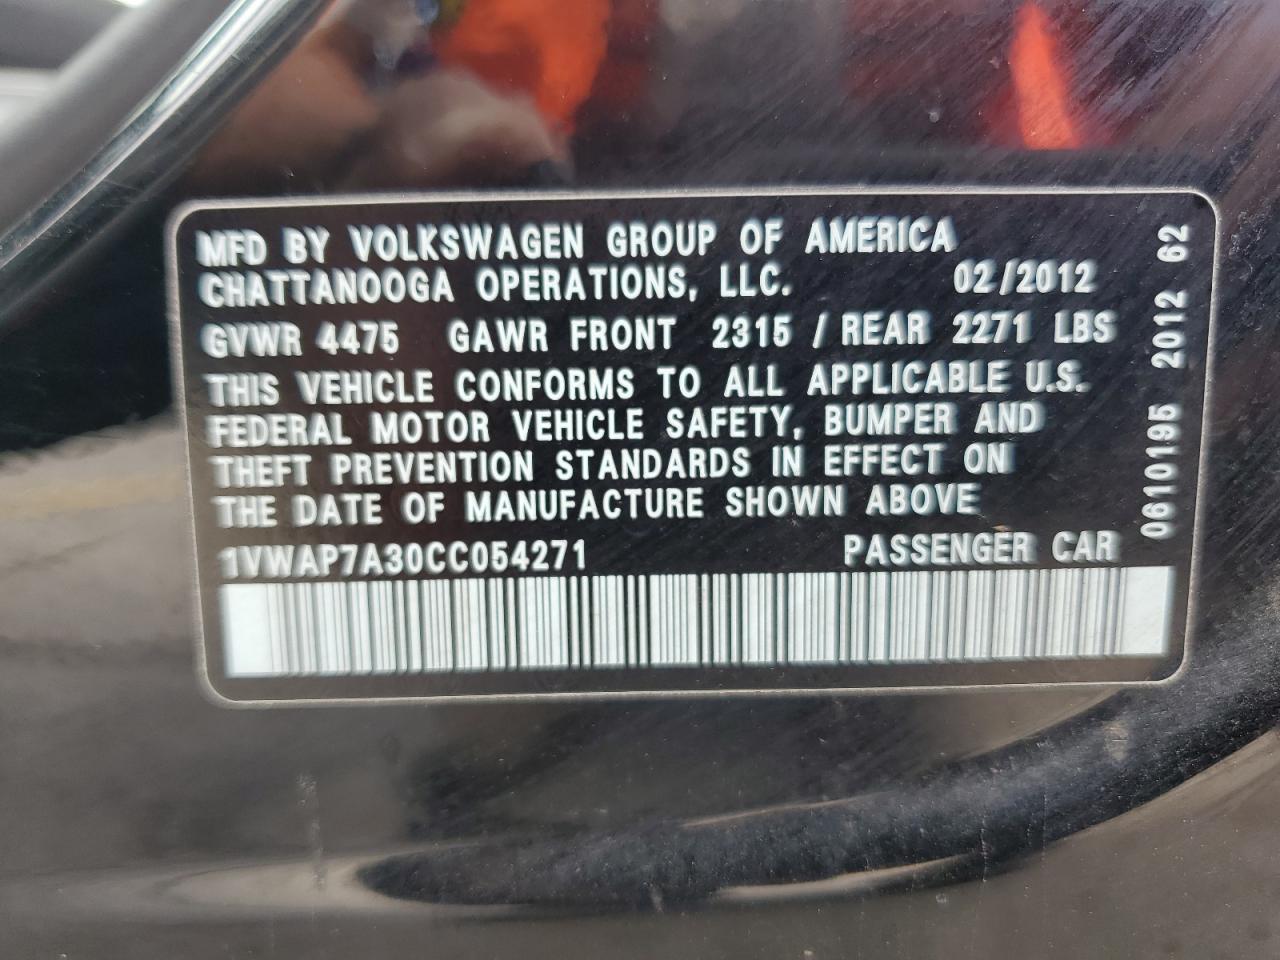 MFD BY VOLKSWAGEN GROUP OF AMERICA
CHATTANOOGA OPERATIONS, LLC. 02/2012
GVWR 4475 GAWR FRONT 2315 / REAR 2271 LBS
THIS VEHICLE CONFORMS TO ALL APPLICABLE U.S.
FEDERAL MOTOR VEHICLE SAFETY, BUMPER AND
THEFT PREVENTION STANDARDS IN EFFECT ON
THE DATE OF MANUFACTURE SHOWN ABOVE
1VWAP7A30CC054271 PASSENGER CAR
0610195 2012 62